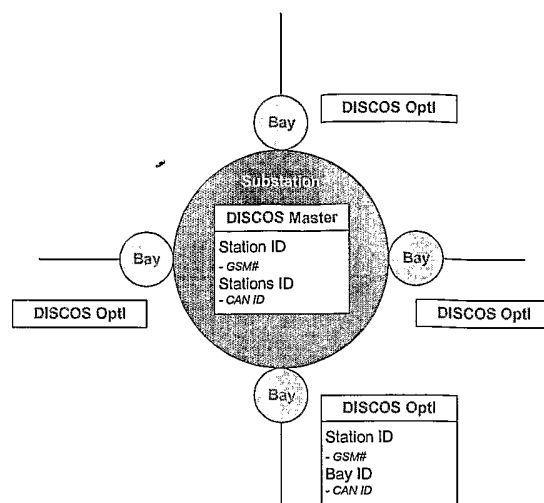 DISCOS Optl
Bay
Substation
DISCOS Master
Station ID
- GSM#
Stations ID
- CAN ID
Bay
Bay
DISCOS Optl
DISCOS Optl
Bay
DISCOS Optl
Station ID
- GSM#
Bay ID
- CAN ID